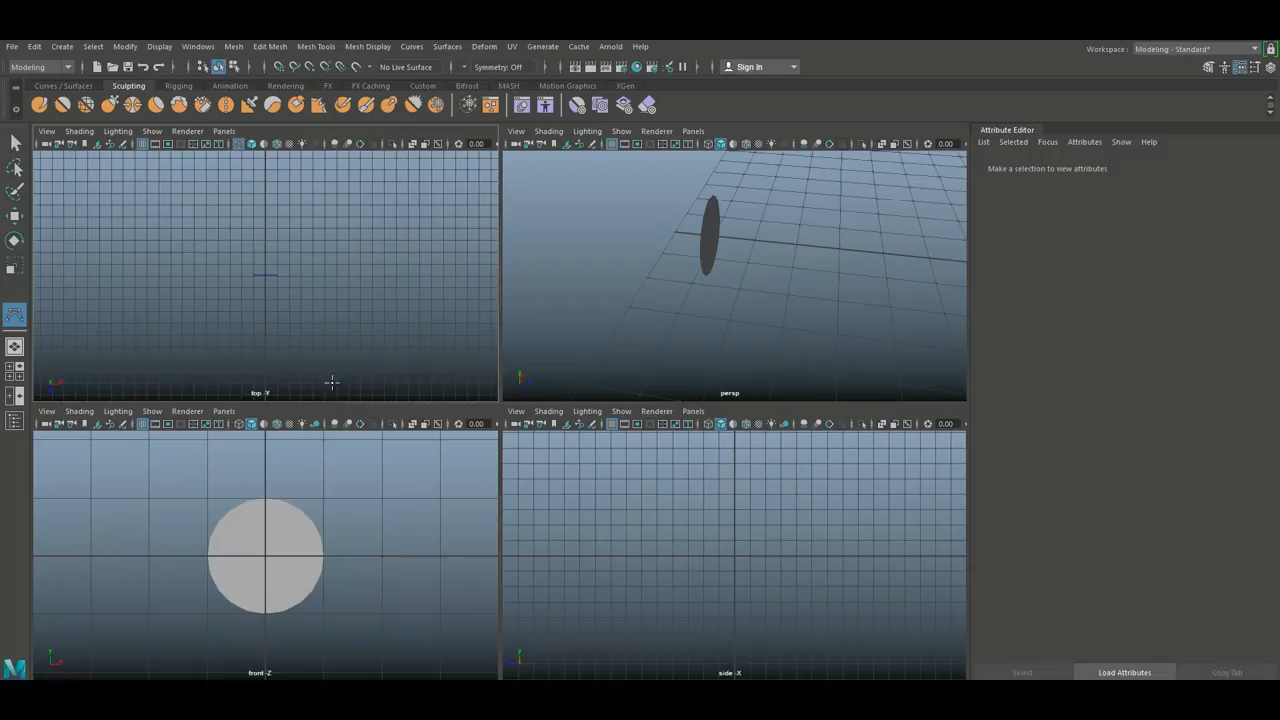 File Edit Create Select Modify Display Windows Mesh Edit Mesh Mesh Tools Mesh Display Curves Surfaces Deform UV Generate Cache Arnold Help
Workspace : Modeling - Standard*
Modeling No Live Surface Symmetry: Off Sign In
Curves / Surfaces Sculpting Rigging Animation Rendering FX FX Caching Custom Bifrost MASH Motion Graphics XGen
View Shading Lighting Show Renderer Panels
0.00
top -Y
View Shading Lighting Show Renderer Panels
0.00
persp
View Shading Lighting Show Renderer Panels
0.00
front -Z
View Shading Lighting Show Renderer Panels
0.00
side -X
Attribute Editor
List Selected Focus Attributes Show Help
Make a selection to view attributes
Select Load Attributes Copy Tab